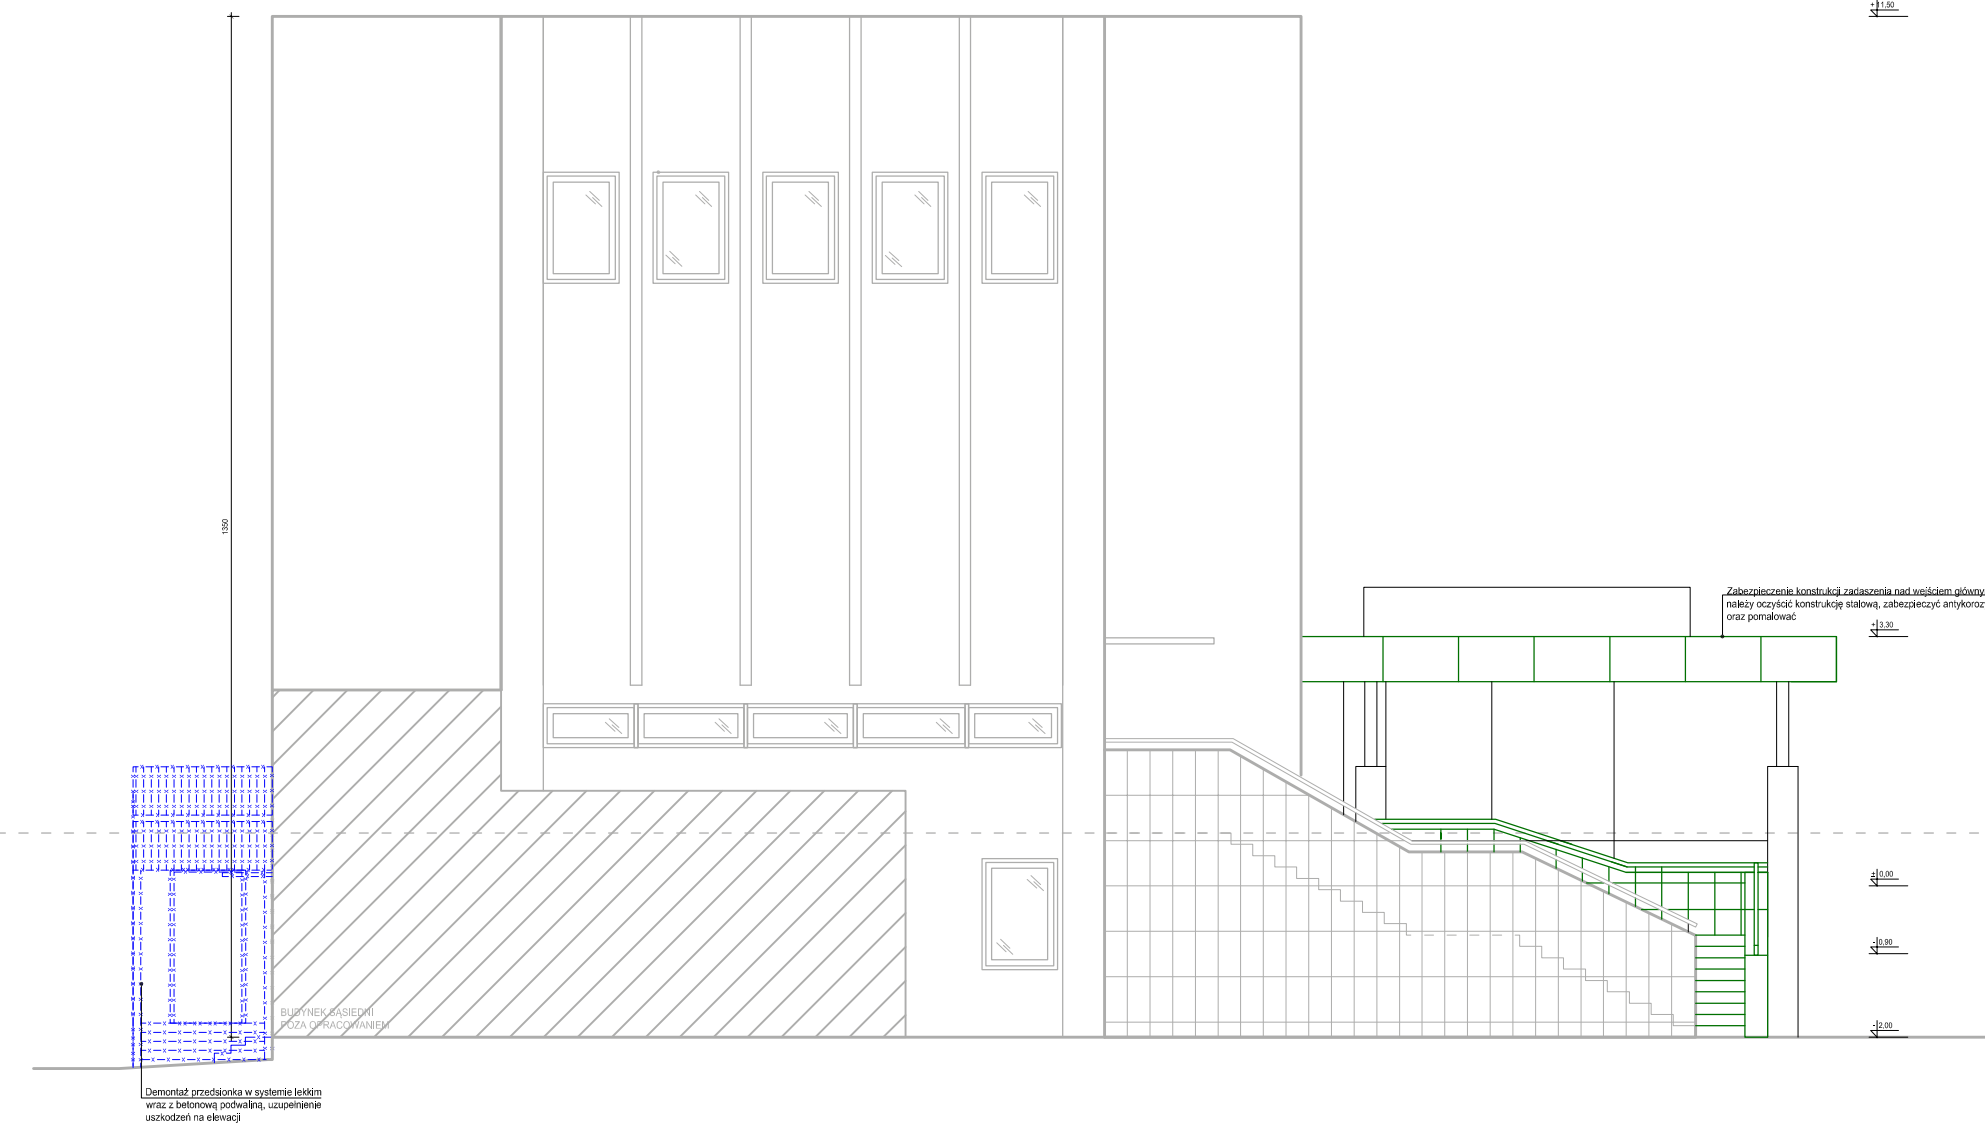 +11,50
1350
Zabezpieczenie konstrukcji zadaszenia nad wejściem
należy oczyścić konstrukcję stalową, zabezpieczyć
oraz pomalować
+3,30
±0,00
-0,90
BUDYNEK SĄSIEDNI
POZA OPRACOWANIEM
-2,00
Demontaż przedsionka w systemie lekkim
wraz z betonową podwaliną, uzupełnienie
uszkodzeń na elewacji